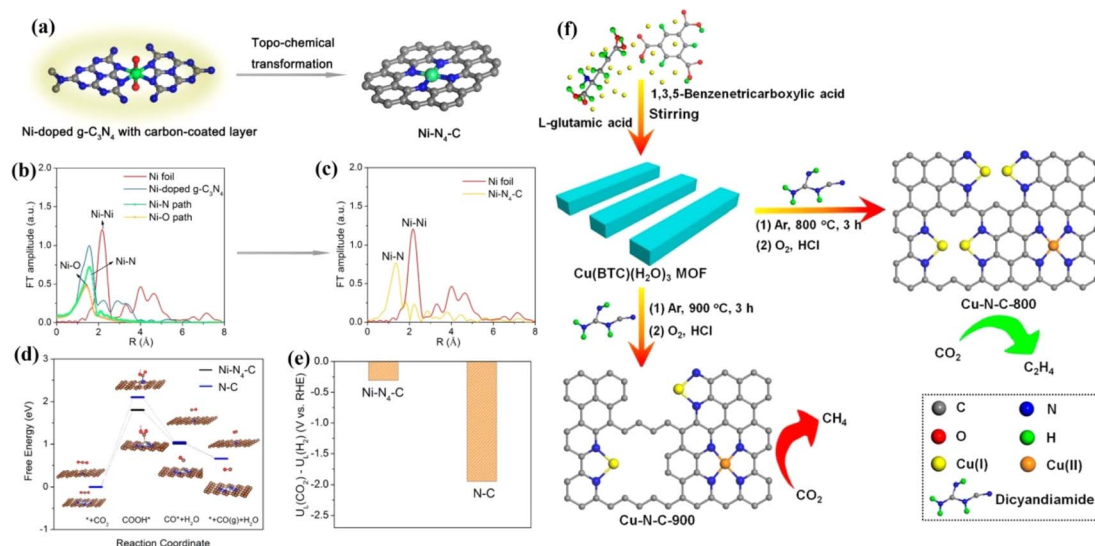 (a)
Topo-chemical
transformation
Ni-doped g-C₃N₄ with carbon-coated layer
Ni-N₄-C
(b)
FT amplitude (a.u.)
2.0
1.5
1.0
0.5
0.0
Ni foil
Ni-doped g-C₃N₄
Ni-N path
Ni-O path
Ni-Ni
Ni-O
Ni-N
0 2 4 6 8
R (Å)
(c)
FT amplitude (a.u.)
2.0
1.5
1.0
0.5
0.0
Ni foil
Ni-N₄-C
Ni-Ni
Ni-N
0 2 4 6 8
R (Å)
(d)
Free Energy (eV)
4
3
2
1
0
-1
Ni-N₄-C
N-C
*+CO₂ COOH* CO*+H₂O *+CO(g)+H₂O
Reaction Coordinate
(e)
U_L(CO₂) - U_L(H₂) (V vs. RHE)
0.0
-0.5
-1.0
-1.5
-2.0
-2.5
Ni-N₄-C
N-C
(f)
1,3,5-Benzenetricarboxylic acid
L-glutamic acid
Stirring
Cu(BTC)(H₂O)₃ MOF
(1) Ar, 800 °C, 3 h
(2) O₂, HCl
Cu-N-C-800
CO₂
C₂H₄
(1) Ar, 900 °C, 3 h
(2) O₂, HCl
Cu-N-C-900
CH₄
CO₂
C N
O H
Cu(I) Cu(II)
Dicyandiamide